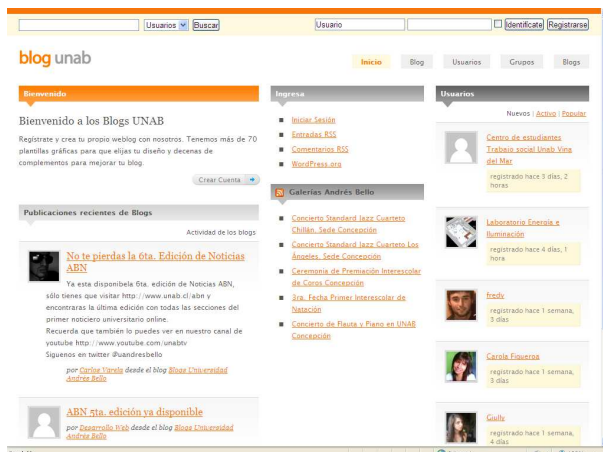 Usuarios Buscar Usuario Identifícate Registrarse
blog unab
Inicio Blog Usuarios Grupos Blogs
Bienvenido
Bienvenido a los Blogs UNAB
Regístrate y crea tu propio weblog con nosotros. Tenemos más de 70
plantillas gráficas para que elijas tu diseño y decenas de
complementos para mejorar tu blog.
Crear Cuenta
Publicaciones recientes de Blogs
Actividad de los blogs
No te pierdas la 6ta. Edición de Noticias
ABN
Ya esta disponibela 6ta. edición de Noticias ABN,
sólo tienes que visitar http://www.unab.cl/abn y
encontraras la última edición con todas las secciones del
primer noticiero universitario online.
Recuerda que también lo puedes ver en nuestro canal de
youtube http://www.youtube.com/unabtv
Siguenos en twitter @uandresbello
por Carlos Varela desde el blog Blogs Universidad
Andrés Bello
ABN 5ta. edición ya disponible
por Desarrollo Web desde el blog Blogs Universidad
Andrés Bello
Ingresa
Iniciar Sesión
Entradas RSS
Comentarios RSS
WordPress.org
Galerías Andrés Bello
Concierto Standard Jazz Cuarteto
Chillán. Sede Concepción
Concierto Standard Jazz Cuarteto Los
Ángeles. Sede Concepción
Ceremonia de Premiación Interescolar
de Coros Concepción
3ra. Fecha Primer Interescolar de
Natación
Concierto de Flauta y Piano en UNAB
Concepción
Usuarios
Nuevos | Activo | Popular
Centro de estudiantes
Trabajo social Unab Vina
del Mar
registrado hace 3 días, 2
horas
Laboratorio Energía e
Iluminación
registrado hace 4 días, 1
hora
fredy
registrado hace 1 semana,
3 días
Carola Figueroa
registrado hace 1 semana,
3 días
Giully
registrado hace 1 semana,
4 días